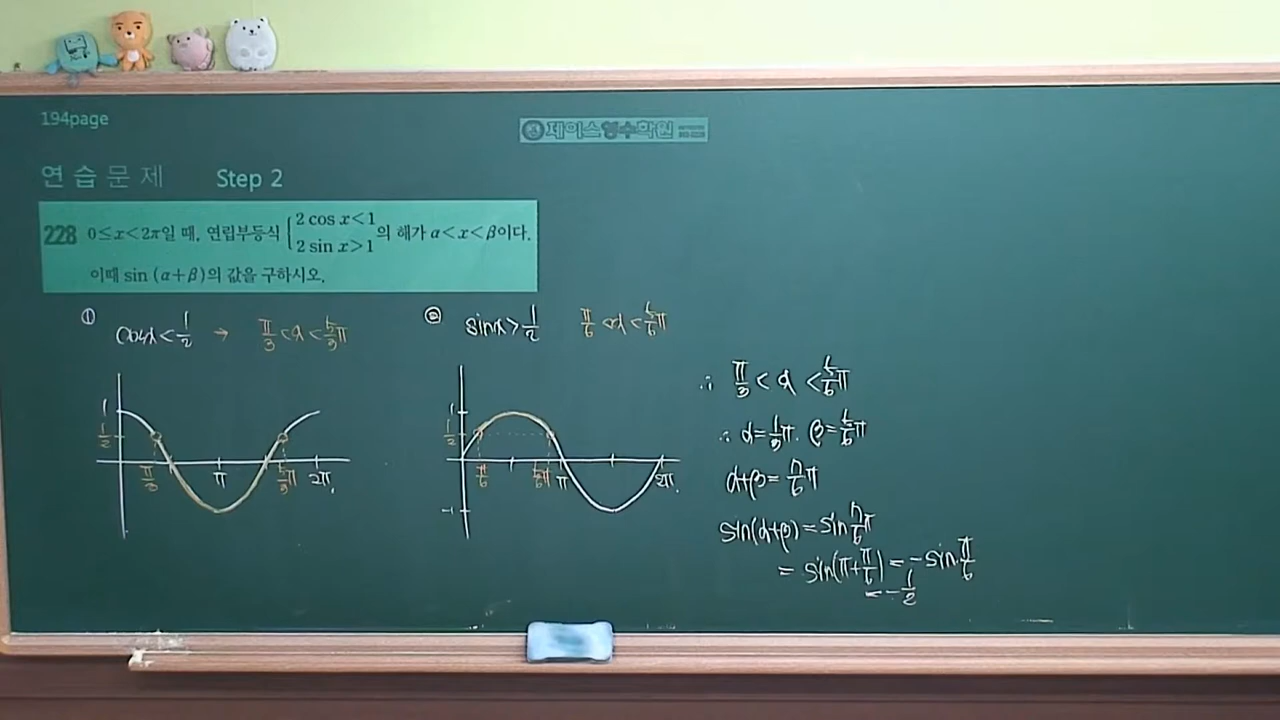 194page
제이스영수학원
연습문제 Step 2
228 0≤x<2π일 때, 연립부등식 { 2 cos x<1 2 sin x>1 의 해가 α<x<β이다.
이때 sin (α+β)의 값을 구하시오.
① cosx < 1/2 → π/3 < x < 5/3π
1
1/2
π/3 π 5/3π 2π
② sinx > 1/2 π/6 < x < 5/6π
1
1/2
-1
π/6 5/6π π 2π
∴ π/3 < x < 5/6π
∴ α = 1/3π. β = 5/6π
α+β = 7/6π
sin(α+β) = sin 7/6π
= sin(π+π/6) = -sin π/6
= -1/2